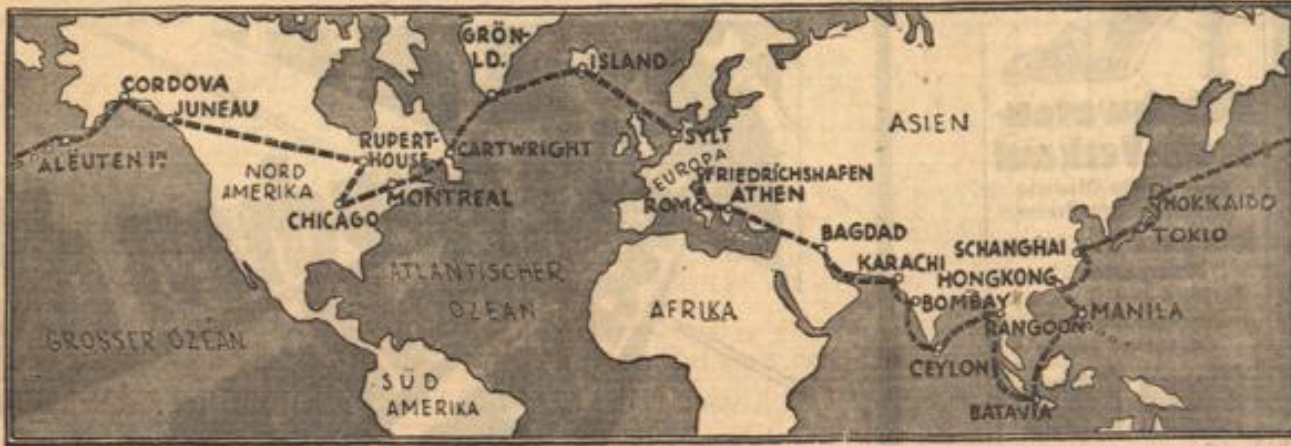 GRÖN-
LD.
ISLAND
CORDOVA
JUNEAU
ALEUTEN IN
RUPERT-
HOUSE
CARTWRIGHT
SYLT
ASIEN
NORD
AMERIKA
MONTREAL
CHICAGO
EUROPA
FRIEDRICHSHAFEN
ATHEN
ROM
HOKKAIDO
TOKIO
BAGDAD
KARACHI
SCHANGHAI
HONGKONG
ATLANTISCHER
OZEAN
AFRIKA
BOMBAY
RANGOON
MANILA
GROSSER OZEAN
CEYLON
SÜD
AMERIKA
BATAVIA